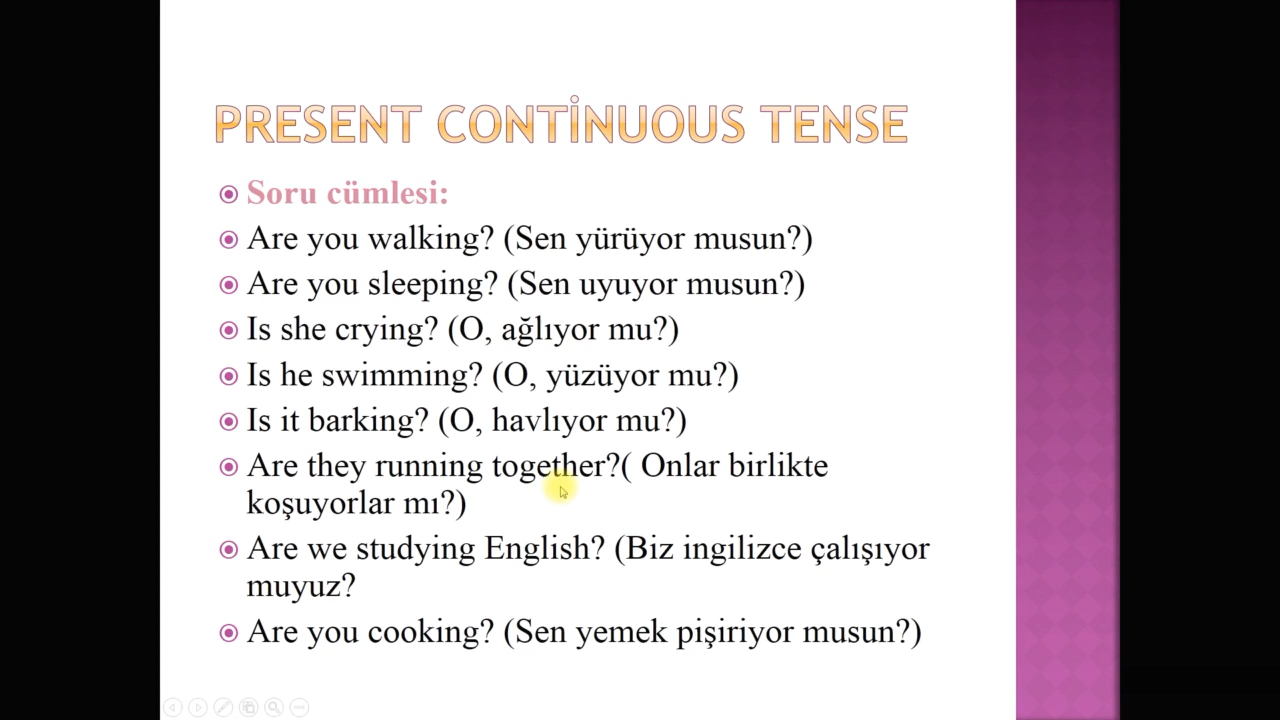 PRESENT CONTİNUOUS TENSE
Soru cümlesi:
Are you walking? (Sen yürüyor musun?)
Are you sleeping? (Sen uyuyor musun?)
Is she crying? (O, ağlıyor mu?)
Is he swimming? (O, yüzüyor mu?)
Is it barking? (O, havlıyor mu?)
Are they running together?( Onlar birlikte
koşuyorlar mı?)
Are we studying English? (Biz ingilizce çalışıyor
muyuz?
Are you cooking? (Sen yemek pişiriyor musun?)